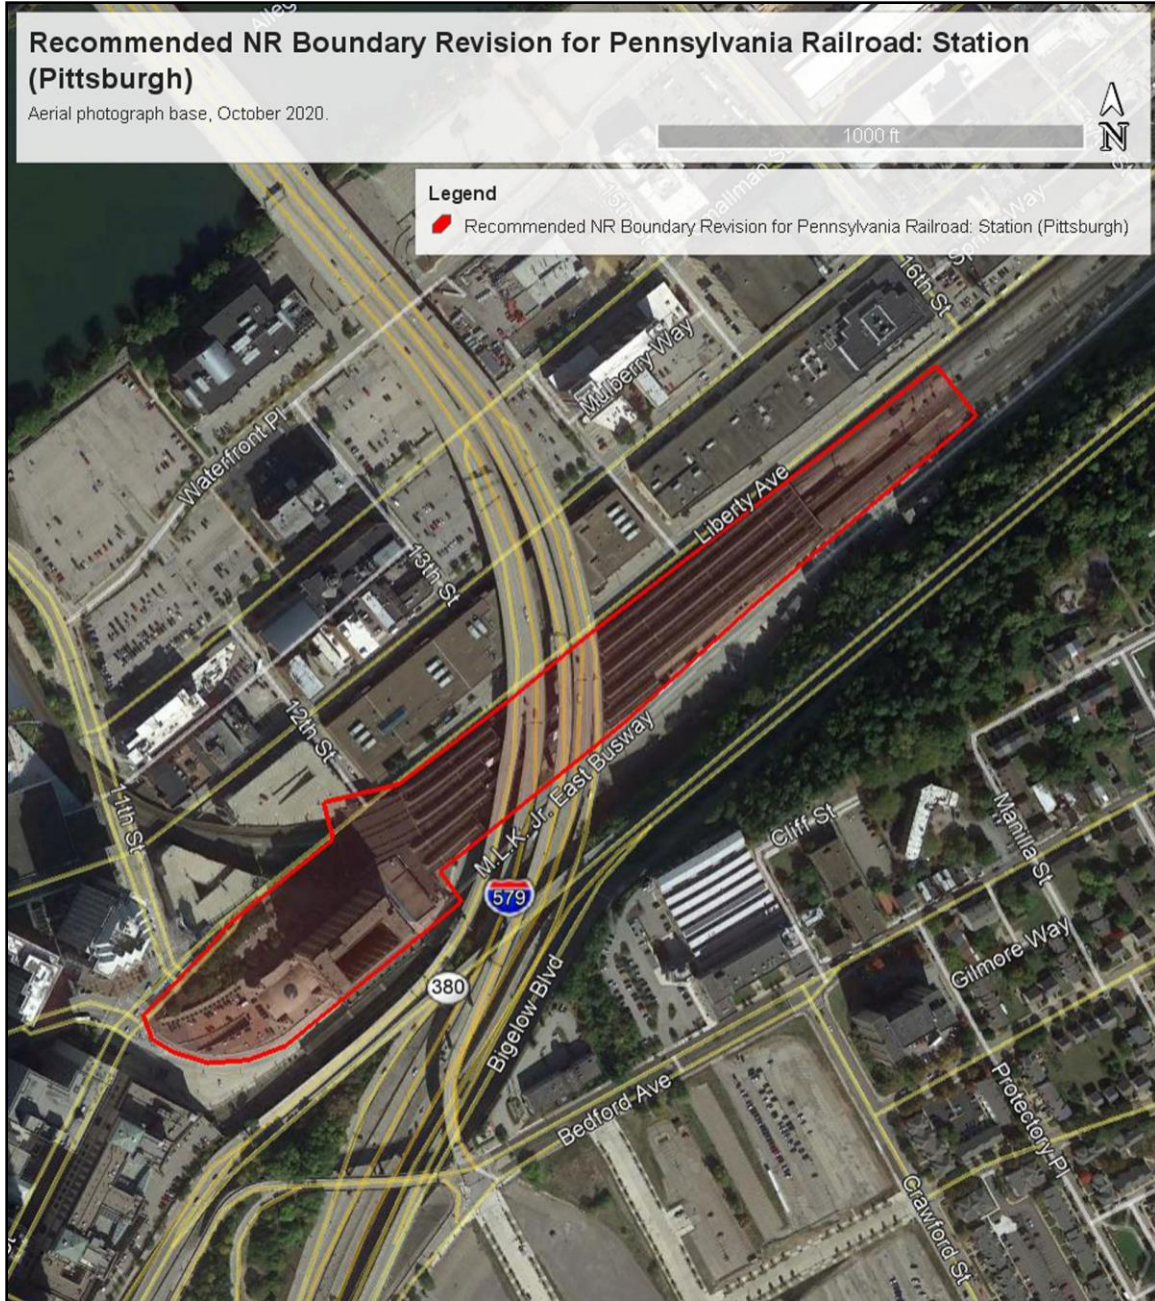 Recommended NR Boundary Revision for Pennsylvania Railroad: Station
(Pittsburgh)
Aerial photograph base, October 2020.
1000 ft
N
Legend
Recommended NR Boundary Revision for Pennsylvania Railroad: Station (Pittsburgh)
16th St
Mulberry Way
Waterfront Pl
Liberty Ave
13th St
12th St
11th St
M.L.K. Jr. East Busway
Cliff St
Manilla St
579
Gilmore Way
380
Bigelow Blvd
Bedford Ave
Protectory Pl
Crawford St
St